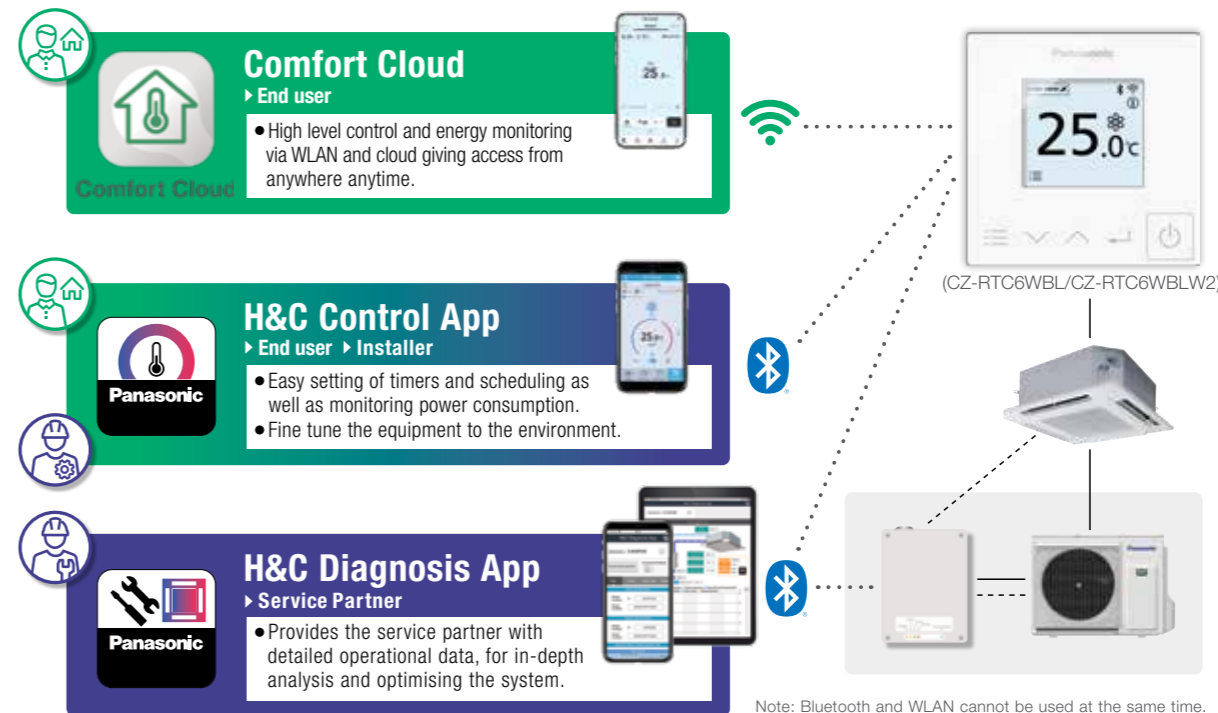 Comfort Cloud
End user
● High level control and energy monitoring
via WLAN and cloud giving access from
anywhere anytime.
Comfort Cloud
25
Panasonic
25.0°C
(CZ-RTC6WBL/CZ-RTC6WBLW2)
H&C Control App
End user Installer
● Easy setting of timers and scheduling as
well as monitoring power consumption.
● Fine tune the equipment to the environment.
Panasonic
25
H&C Diagnosis App
Service Partner
● Provides the service partner with
detailed operational data, for in-depth
analysis and optimising the system.
Panasonic
Panasonic
Note: Bluetooth and WLAN cannot be used at the same time.